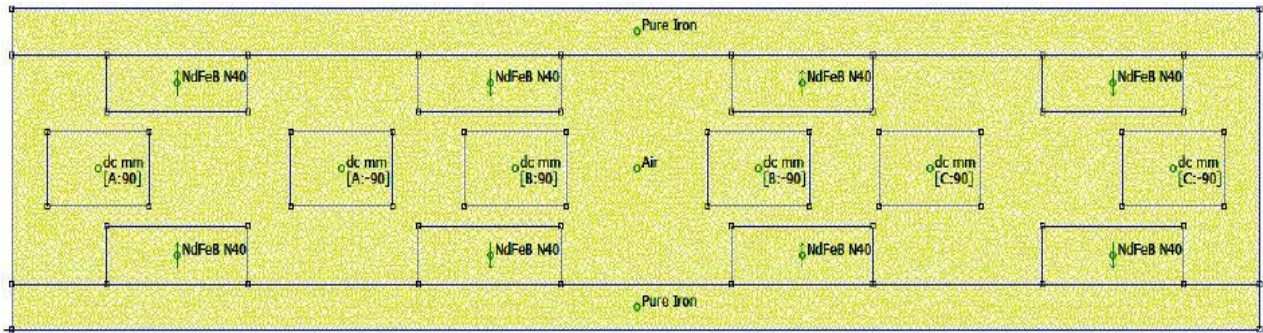 Pure Iron
NdFeB N40
NdFeB N40
NdFeB N40
NdFeB N40
dc mm
[A:90]
dc mm
[A:-90]
dc mm
[B:90]
Air
dc mm
[B:-90]
dc mm
[C:90]
dc mm
[C:-90]
NdFeB N40
NdFeB N40
NdFeB N40
NdFeB N40
Pure Iron